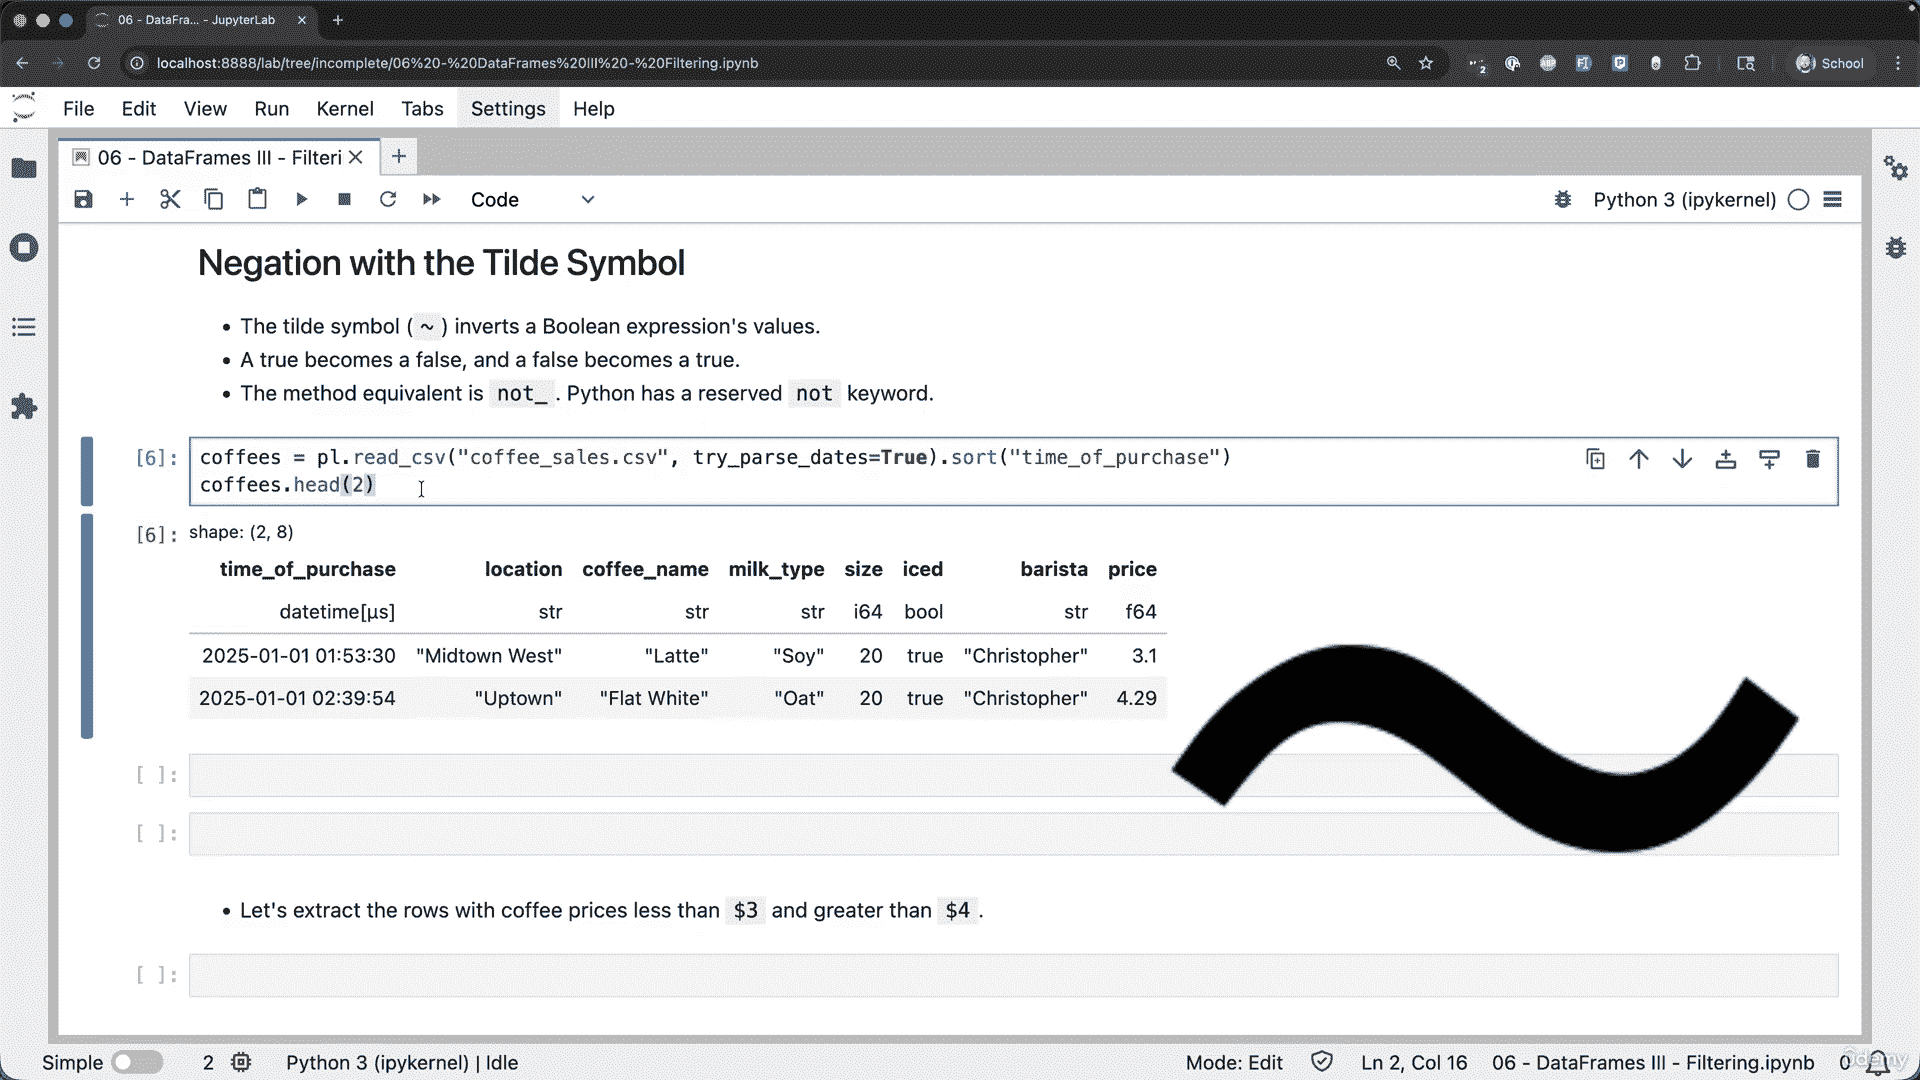 06 - DataFra... - JupyterLab
localhost:8888/lab/tree/incomplete/06%20-%20DataFrames%20III%20-%20Filtering.ipynb
2
School
File Edit View Run Kernel Tabs Settings Help
06 - DataFrames III - Filteri
Code
Python 3 (ipykernel)
Negation with the Tilde Symbol
• The tilde symbol ( ~ ) inverts a Boolean expression's values.
• A true becomes a false, and a false becomes a true.
• The method equivalent is not_ . Python has a reserved not keyword.
[6]: coffees = pl.read_csv("coffee_sales.csv", try_parse_dates=True).sort("time_of_purchase")
coffees.head(2)
[6]: shape: (2, 8)
time_of_purchase location coffee_name milk_type size iced barista price
datetime[μs] str str str i64 bool str f64
2025-01-01 01:53:30 "Midtown West" "Latte" "Soy" 20 true "Christopher" 3.1
2025-01-01 02:39:54 "Uptown" "Flat White" "Oat" 20 true "Christopher" 4.29
[ ]:
[ ]:
• Let's extract the rows with coffee prices less than $3 and greater than $4 .
[ ]:
Simple 2 Python 3 (ipykernel) | Idle Mode: Edit Ln 2, Col 16 06 - DataFrames III - Filtering.ipynb 0
ûdemy